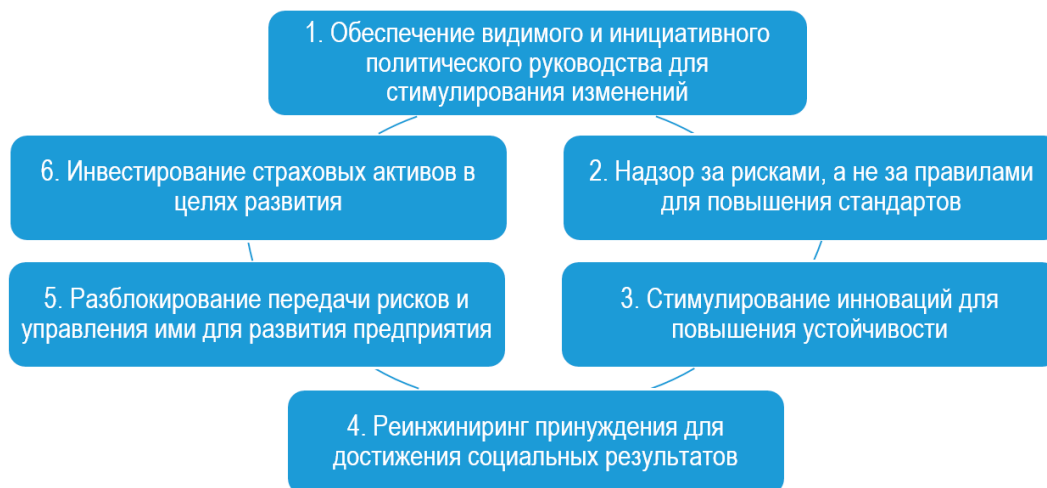 1. Обеспечение видимого и инициативного
политического руководства для
стимулирования изменений
6. Инвестирование страховых активов в
целях развития
2. Надзор за рисками, а не за правилами
для повышения стандартов
5. Разблокирование передачи рисков и
управления ими для развития предприятия
3. Стимулирование инноваций для
повышения устойчивости
4. Реинжиниринг принуждения для
достижения социальных результатов